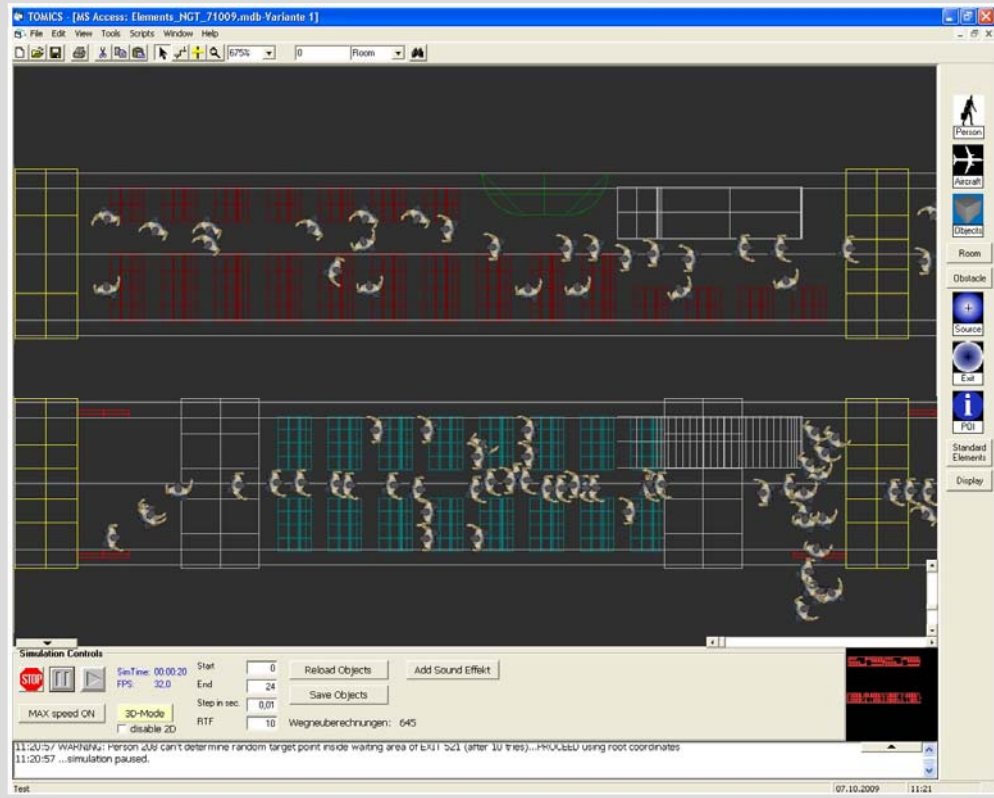 TOMICS - [MS Access: Elements_NGT_71009.mdb-Variante 1]
File Edit View Tools Scripts Window Help
675% 0 Room
Person
Aircraft
Objects
Room
Obstacle
Source
Exit
POI
Standard
Elements
Display
Simulation Controls
STOP
SimTime: 00:00:20
FPS: 32.0
MAX speed ON
3D-Mode
disable 2D
Start 0
End 24
Step in sec. 0,01
RTF 10
Reload Objects
Add Sound Effekt
Save Objects
Wegneuberechnungen: 645
11:20:57 WARNING: Person 208 can't determine random target point inside waiting area of EXIT 521 (after 10 tries)...PROCEED using root coordinates
11:20:57 ...simulation paused.
Test 07.10.2009 11:21